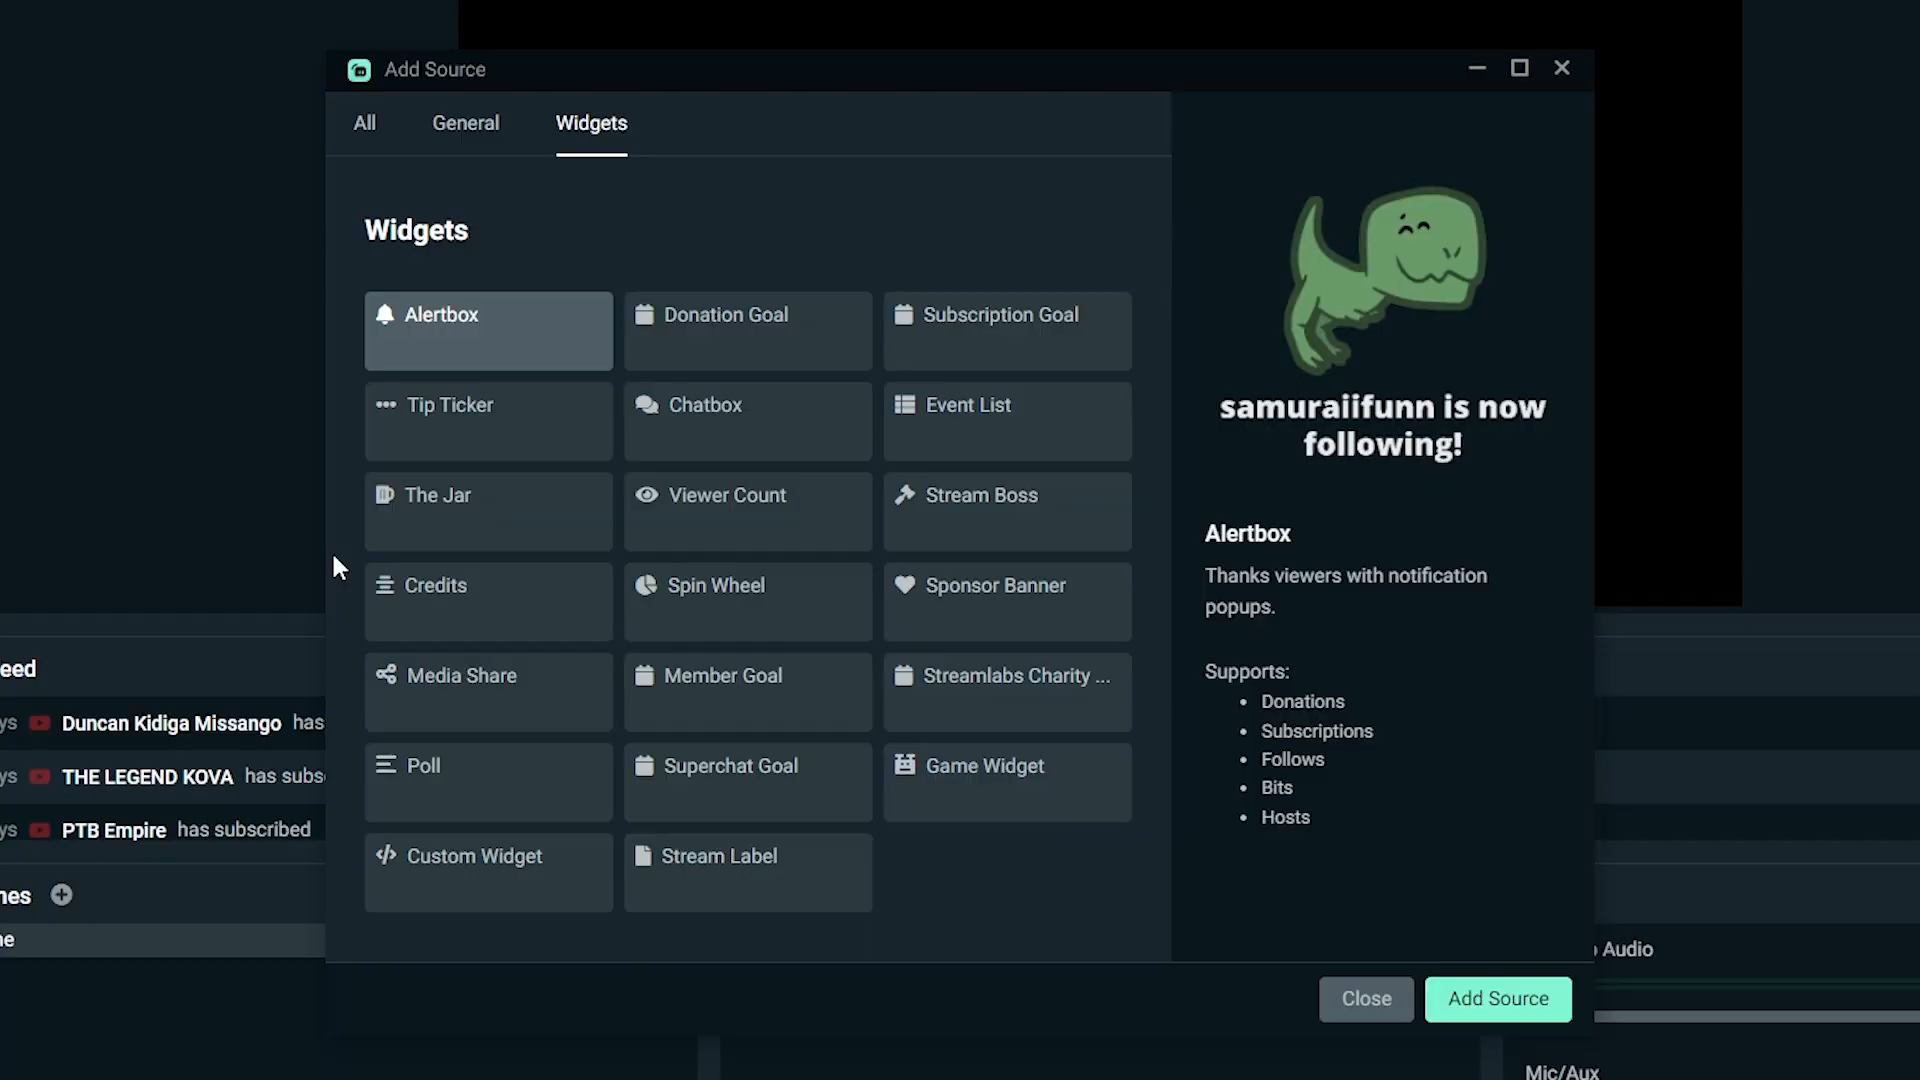 Add Source
All General Widgets
Widgets
Alertbox Donation Goal Subscription Goal
Tip Ticker Chatbox Event List
The Jar Viewer Count Stream Boss
Credits Spin Wheel Sponsor Banner
Media Share Member Goal Streamlabs Charity ...
Poll Superchat Goal Game Widget
Custom Widget Stream Label
samuraiifunn is now
following!
Alertbox
Thanks viewers with notification
popups.
Supports:
• Donations
• Subscriptions
• Follows
• Bits
• Hosts
Close Add Source
eed
ys Duncan Kidiga Missango has
ys THE LEGEND KOVA has subs
ys PTB Empire has subscribed
nes
ne
Audio
Mic/Aux